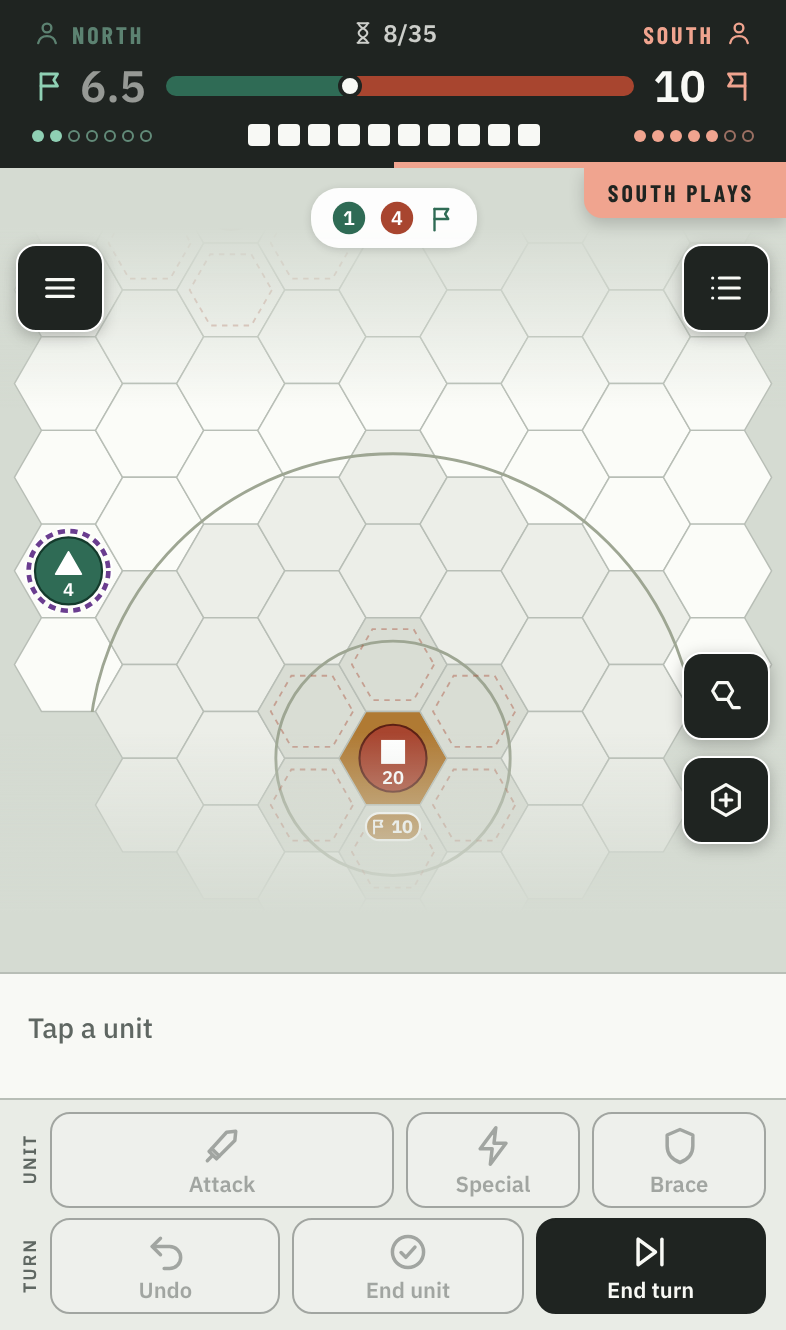 NORTH
8/35
SOUTH
6.5
10
SOUTH PLAYS
1
4
4
20
10
Tap a unit
UNIT
Attack
Special
Brace
TURN
Undo
End unit
End turn